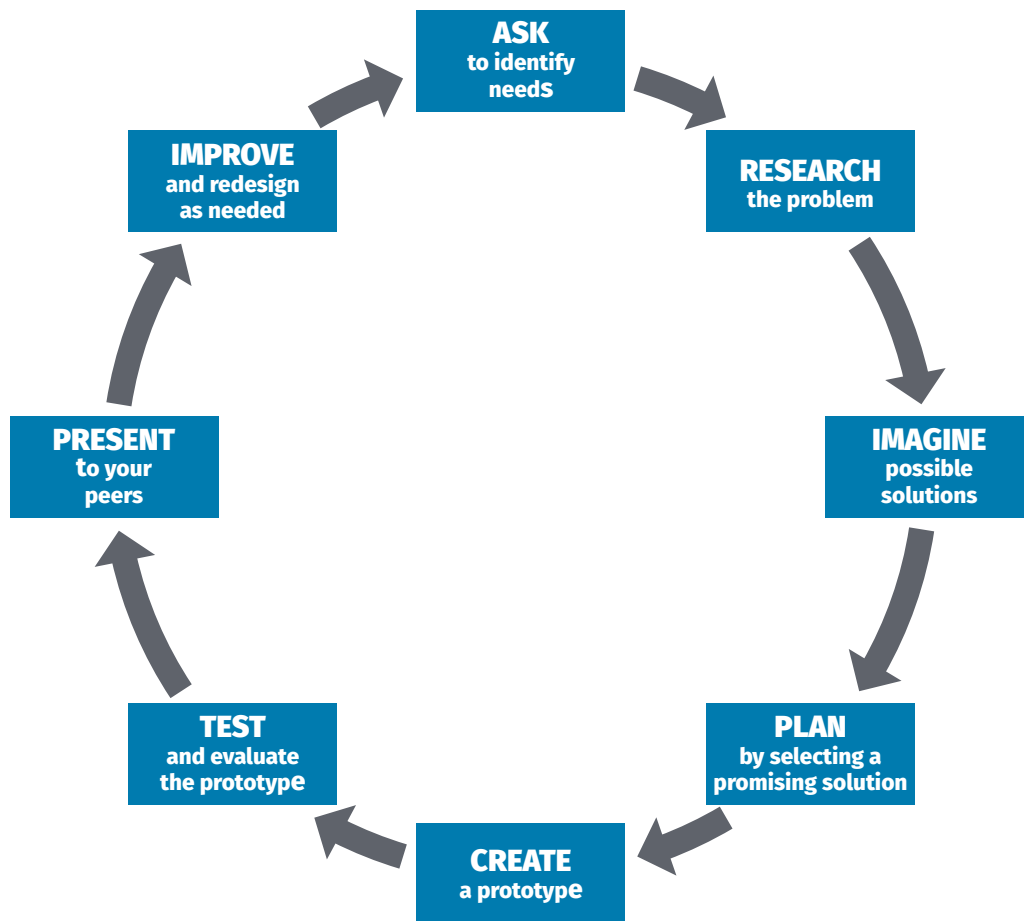 ASK
to identify
needs
RESEARCH
the problem
IMAGINE
possible
solutions
PLAN
by selecting a
promising solution
CREATE
a prototype
TEST
and evaluate
the prototype
PRESENT
to your
peers
IMPROVE
and redesign
as needed